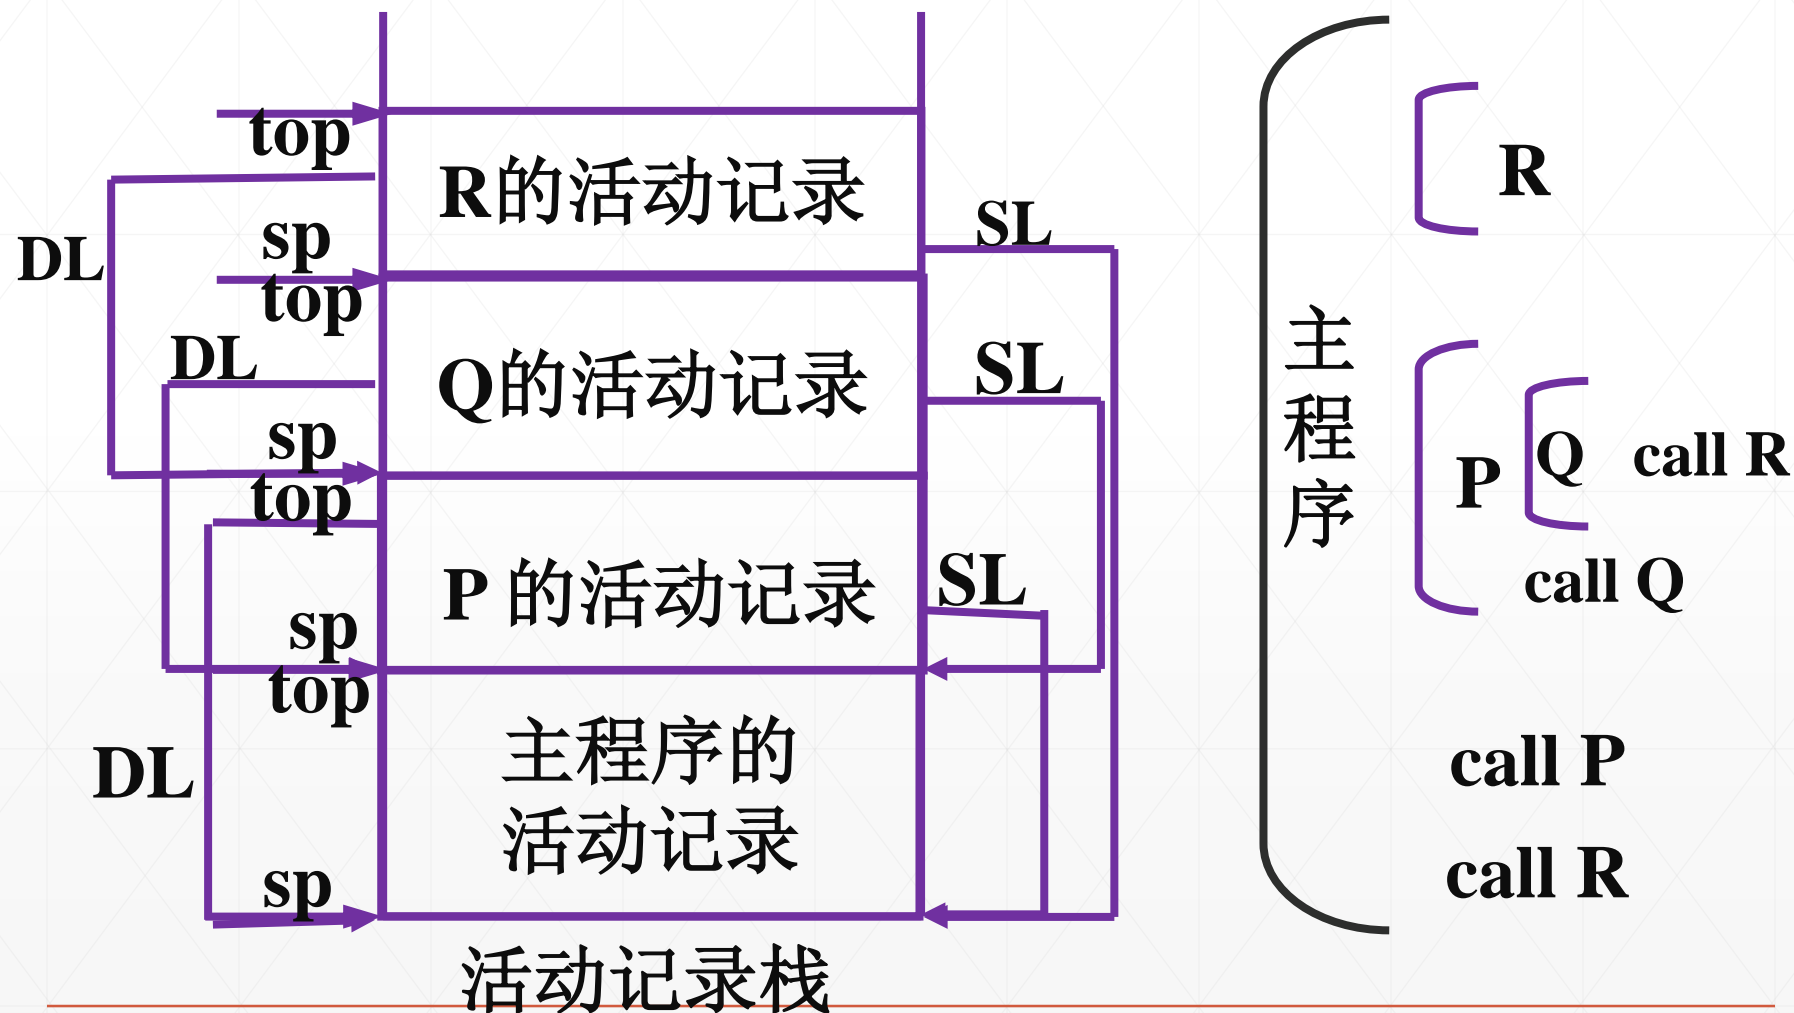 top
R的活动记录
R
SL
sp
DL
top
主程序
DL
SL
Q的活动记录
sp
Q
call R
P
top
SL
P 的活动记录
call Q
sp
top
主程序的
活动记录
DL
call P
sp
call R
活动记录栈